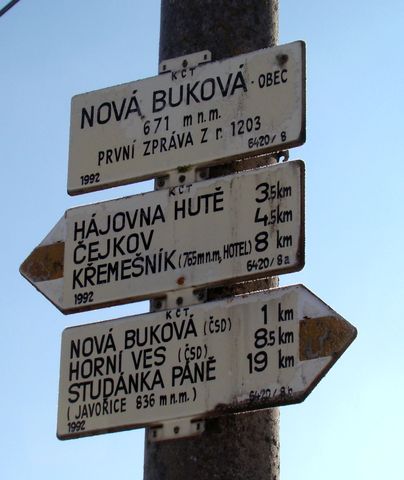 KČT
NOVÁ BUKOVÁ - OBEC
671 m n.m.
PRVNÍ ZPRÁVA Z r. 1203
1992 6420/8
KČT
HÁJOVNA HUTĚ 3.5 km
ČEJKOV 4.5 km
KŘEMEŠNÍK (765 m n.m, HOTEL) 8 km
1992 6420/8a
KČT
NOVÁ BUKOVÁ (ČSD) 1 km
HORNÍ VES (ČSD) 8.5 km
STUDÁNKA PÁNĚ 19 km
(JAVOŘICE 836 m n.m.)
1992